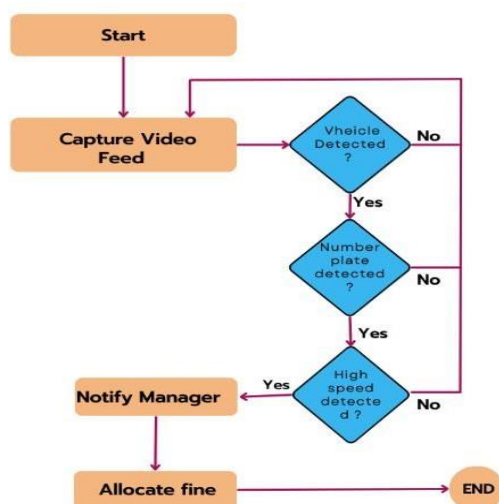 Start
Capture Video
Feed
Vheicle
Detected
?
No
Yes
Number
plate
detected
?
No
Yes
High
speed
detecte
d ?
No
Yes
Notify Manager
Allocate fine
END